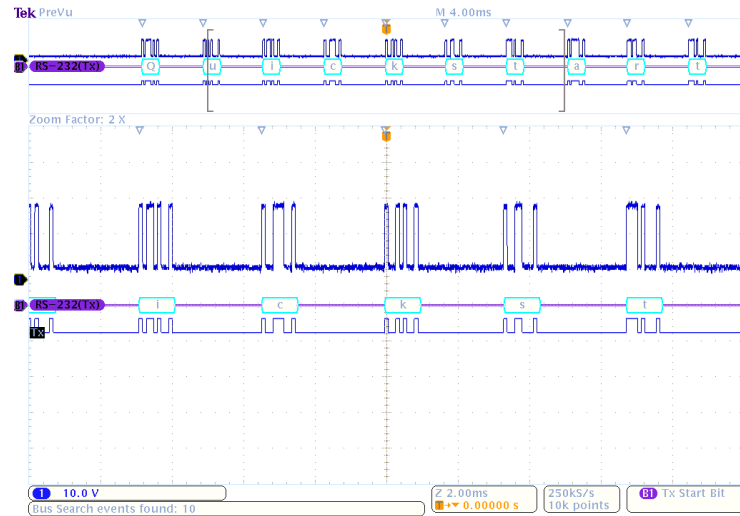 Tek PreVu M 4.00ms
B1 RS-232(Tx) Q u i c k s t a r t
Zoom Factor: 2 X
1
B1 RS-232(Tx) i c k s t
Tx
1 10.0 V Z 2.00ms 250kS/s B1 Tx Start Bit
T 0.00000 s 10k points
Bus Search events found: 10